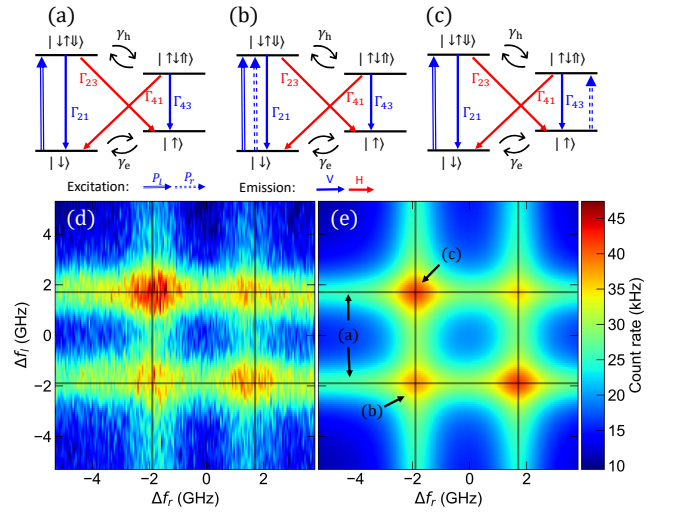 (a) (b) (c)
|↓↑⇓⟩ γh |↑↓⇑⟩ |↓↑⇓⟩ γh |↑↓⇑⟩ |↓↑⇓⟩ γh |↑↓⇑⟩
Γ23 Γ41 Γ21 Γ43 Γ23 Γ41 Γ21 Γ43 Γ23 Γ41 Γ21 Γ43
|↓⟩ γe |↑⟩ |↓⟩ γe |↑⟩ |↓⟩ γe |↑⟩
Excitation: Pl Pr Emission: V H
(d) (e)
(c)
(a)
(b)
4
2
0
−2
−4
Δfl (GHz)
−4 −2 0 2 −4 −2 0 2
Δfr (GHz) Δfr (GHz)
45
40
35
30
25
20
15
10
Count rate (kHz)